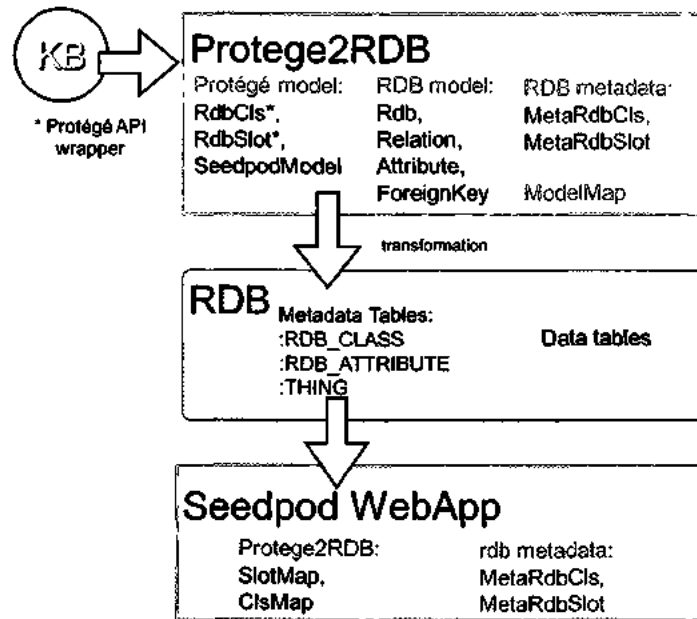 KB
* Protégé API
wrapper
Protege2RDB
Protégé model: RDB model: RDB metadata:
RdbCls*, Rdb, MetaRdbCls,
RdbSlot*, Relation, MetaRdbSlot
SeedpodModel Attribute,
ForeignKey ModelMap
transformation
RDB
Metadata Tables:
:RDB_CLASS Data tables
:RDB_ATTRIBUTE
:THING
Seedpod WebApp
Protege2RDB: rdb metadata:
SlotMap, MetaRdbCls,
ClsMap MetaRdbSlot